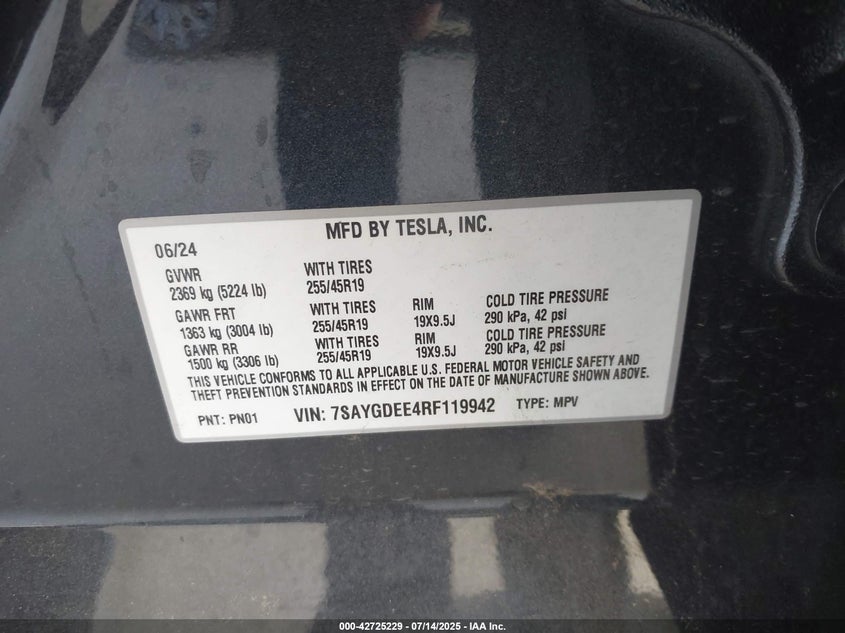 MFD BY TESLA, INC.
06/24
GVWR WITH TIRES
2369 kg (5224 lb) 255/45R19
GAWR FRT WITH TIRES RIM COLD TIRE PRESSURE
1363 kg (3004 lb) 255/45R19 19X9.5J 290 kPa, 42 psi
GAWR RR WITH TIRES RIM COLD TIRE PRESSURE
1500 kg (3306 lb) 255/45R19 19X9.5J 290 kPa, 42 psi
THIS VEHICLE CONFORMS TO ALL APPLICABLE U.S. FEDERAL MOTOR VEHICLE SAFETY AND
THEFT PREVENTION STANDARDS IN EFFECT ON THE DATE OF MANUFACTURE SHOWN ABOVE.
PNT: PN01 VIN: 7SAYGDEE4RF119942 TYPE: MPV
000-42725229 - 07/14/2025 - IAA Inc.